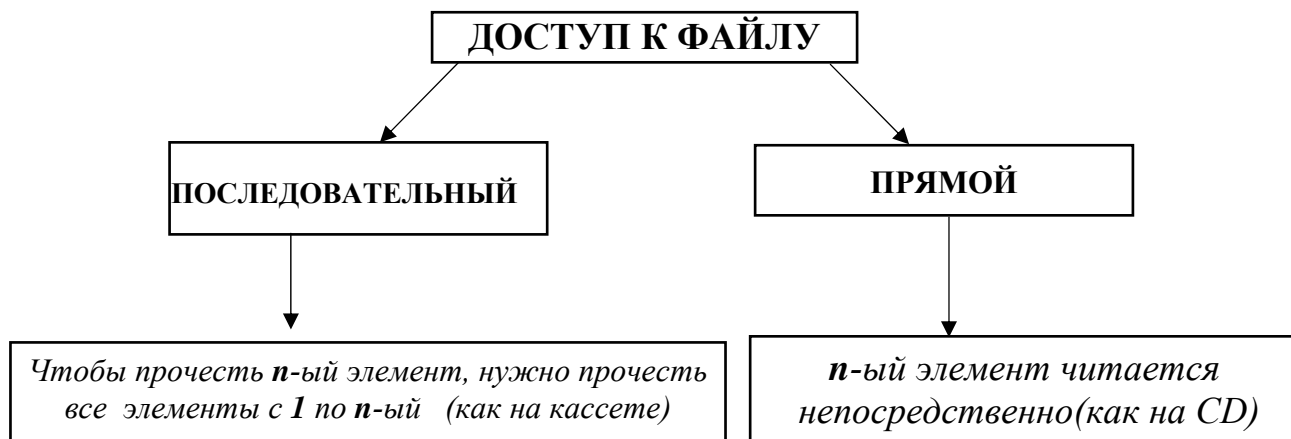 ДОСТУП К ФАЙЛУ
ПОСЛЕДОВАТЕЛЬНЫЙ
ПРЯМОЙ
Чтобы прочесть n-ый элемент, нужно прочесть
все элементы с 1 по n-ый (как на кассете)
n-ый элемент читается
непосредственно(как на CD)